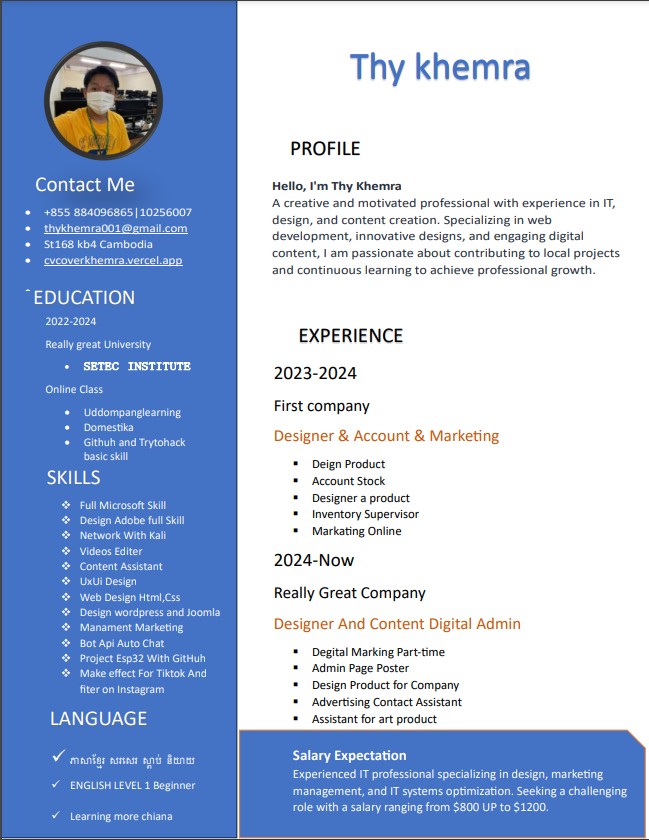 Thy khemra
Contact Me
+855 884096865|10256007
thykhemra001@gmail.com
St168 kb4 Cambodia
cvcoverkhemra.vercel.app
EDUCATION
2022-2024
Really great University
SETEC INSTITUTE
Online Class
Uddompanglearning
Domestika
Githuh and Trytohack
basic skill
SKILLS
Full Microsoft Skill
Design Adobe full Skill
Network With Kali
Videos Editer
Content Assistant
UxUi Design
Web Design Html,Css
Design wordpress and Joomla
Manament Marketing
Bot Api Auto Chat
Project Esp32 With GitHuh
Make effect For Tiktok And
fiter on Instagram
LANGUAGE
ភាសាខ្មែរ សរសេរ ស្តាប់ និយាយ
ENGLISH LEVEL 1 Beginner
Learning more chiana
PROFILE
Hello, I'm Thy Khemra
A creative and motivated professional with experience in IT,
design, and content creation. Specializing in web
development, innovative designs, and engaging digital
content, I am passionate about contributing to local projects
and continuous learning to achieve professional growth.
EXPERIENCE
2023-2024
First company
Designer & Account & Marketing
Deign Product
Account Stock
Designer a product
Inventory Supervisor
Markating Online
2024-Now
Really Great Company
Designer And Content Digital Admin
Degital Marking Part-time
Admin Page Poster
Design Product for Company
Advertising Contact Assistant
Assistant for art product
Salary Expectation
Experienced IT professional specializing in design, marketing
management, and IT systems optimization. Seeking a challenging
role with a salary ranging from $800 UP to $1200.